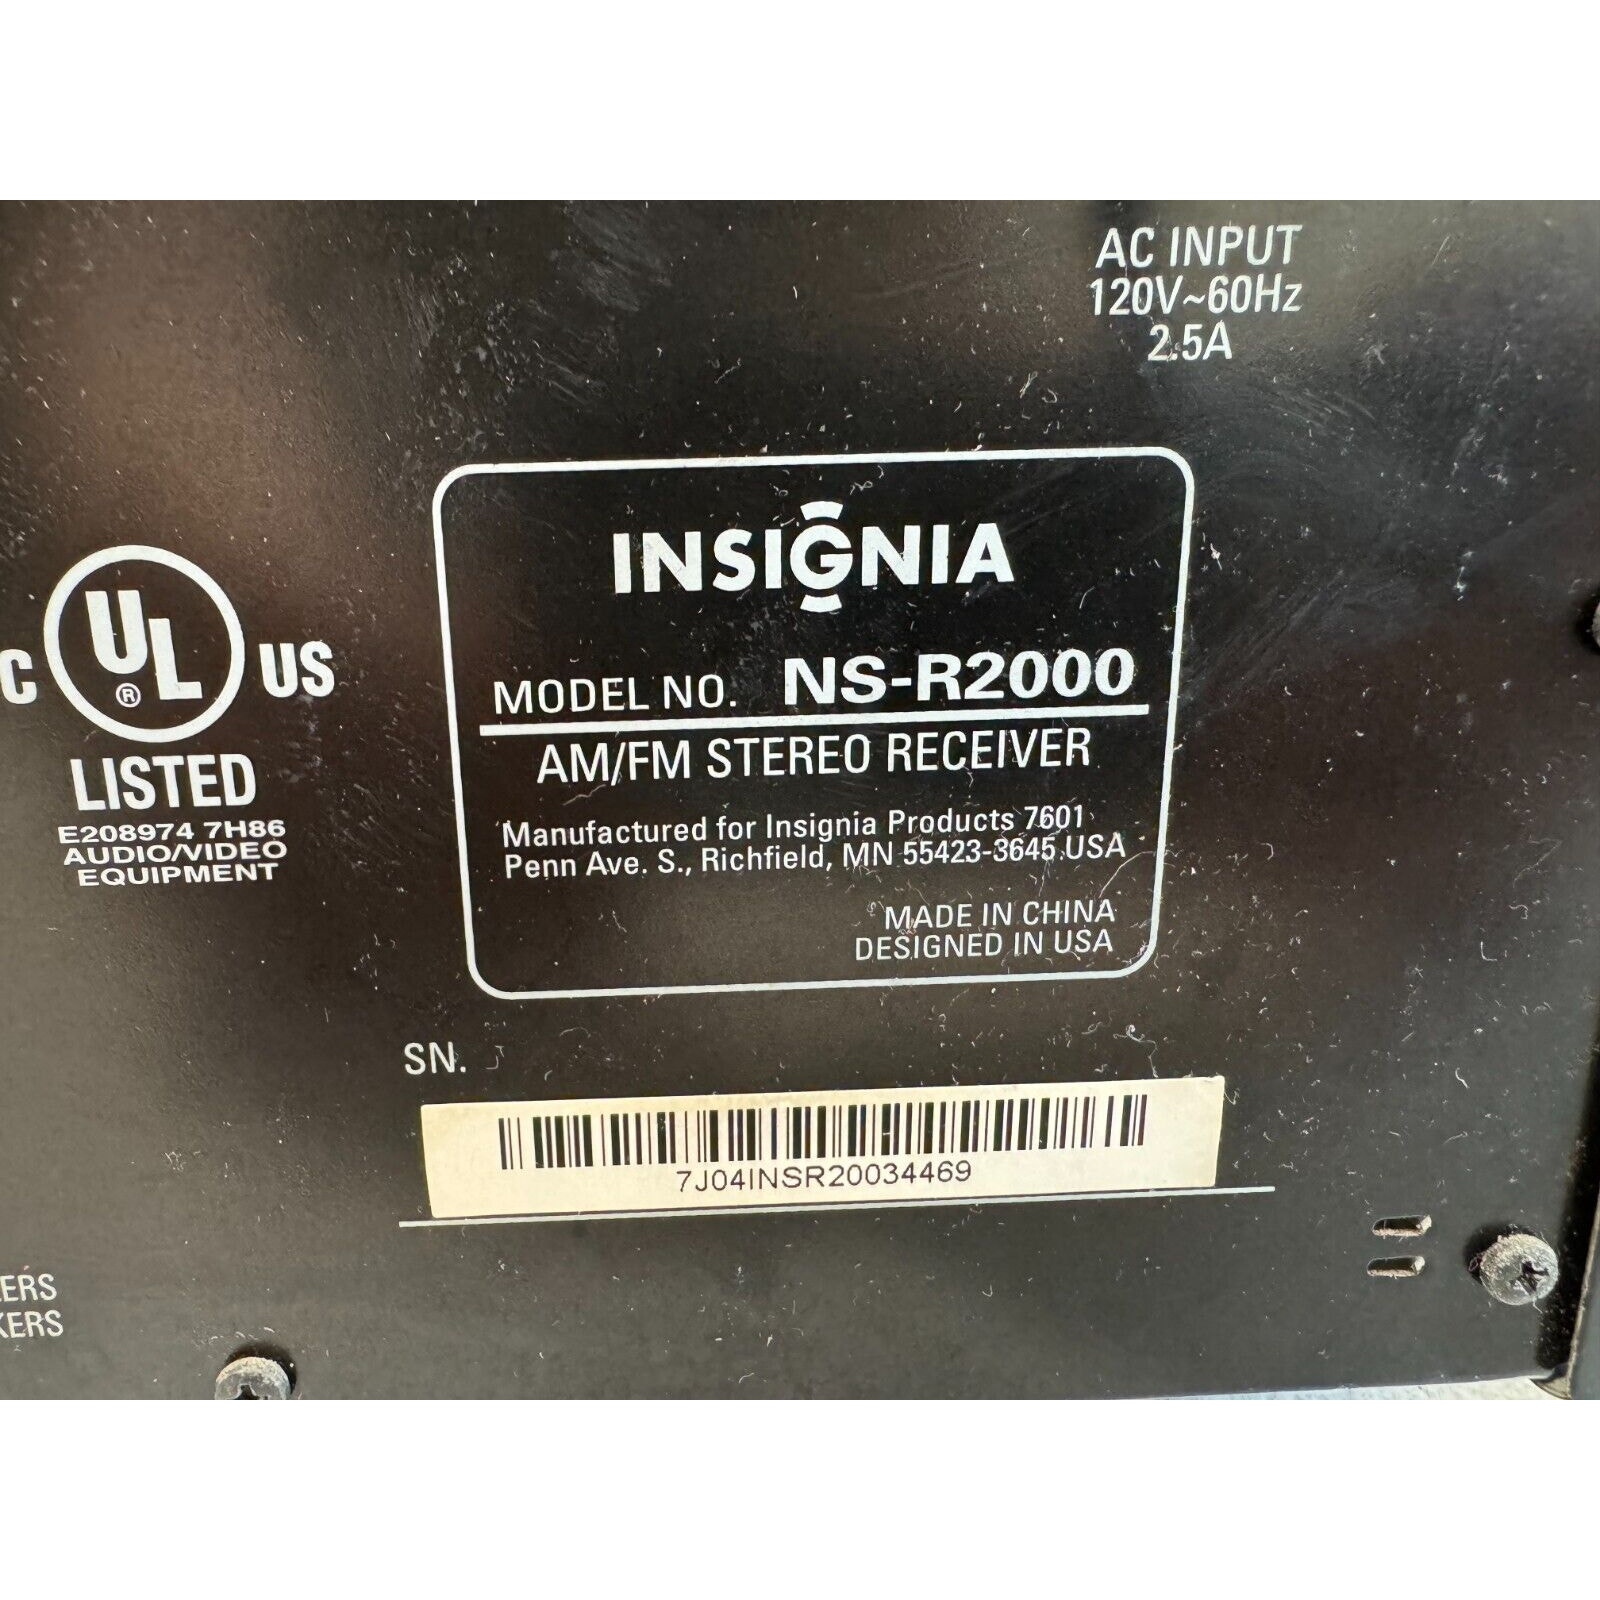 AC INPUT
120V~60Hz
2.5A
INSIGNIA
MODEL NO. NS-R2000
AM/FM STEREO RECEIVER
Manufactured for Insignia Products 7601
Penn Ave. S., Richfield, MN 55423-3645 USA
MADE IN CHINA
DESIGNED IN USA
C UL ® US
LISTED
E208974 7H86
AUDIO/VIDEO
EQUIPMENT
SN.
7J04INSR20034469
ERS
KERS